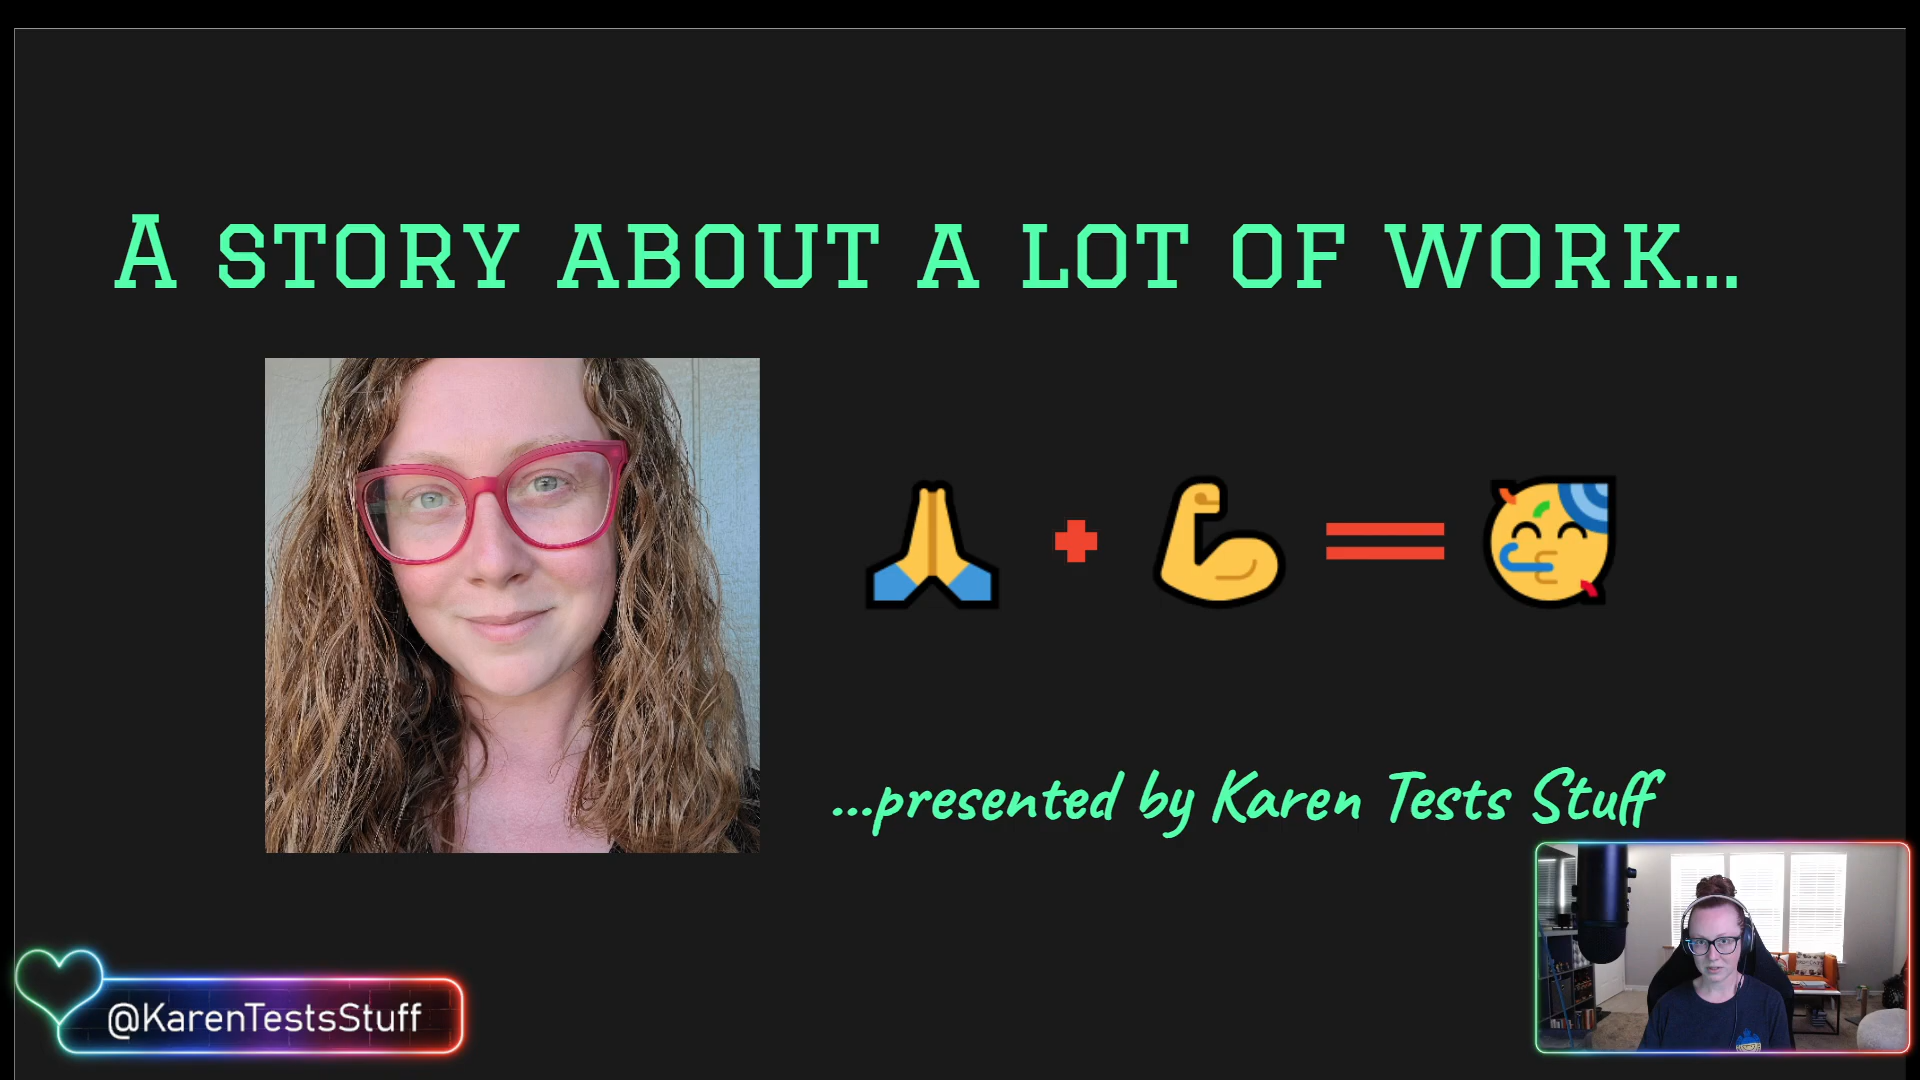 A STORY ABOUT A LOT OF WORK...
...presented by Karen Tests Stuff
@KarenTestsStuff